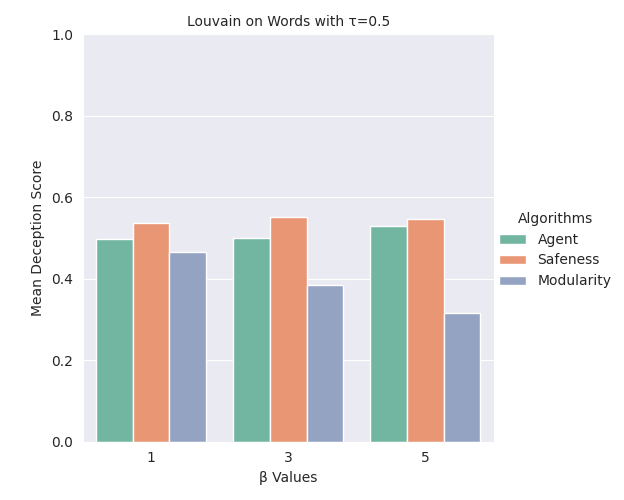 Louvain on Words with τ=0.5
1.0
0.8
0.6
0.4
0.2
0.0
Mean Deception Score
1 3 5
β Values
Algorithms
Agent
Safeness
Modularity